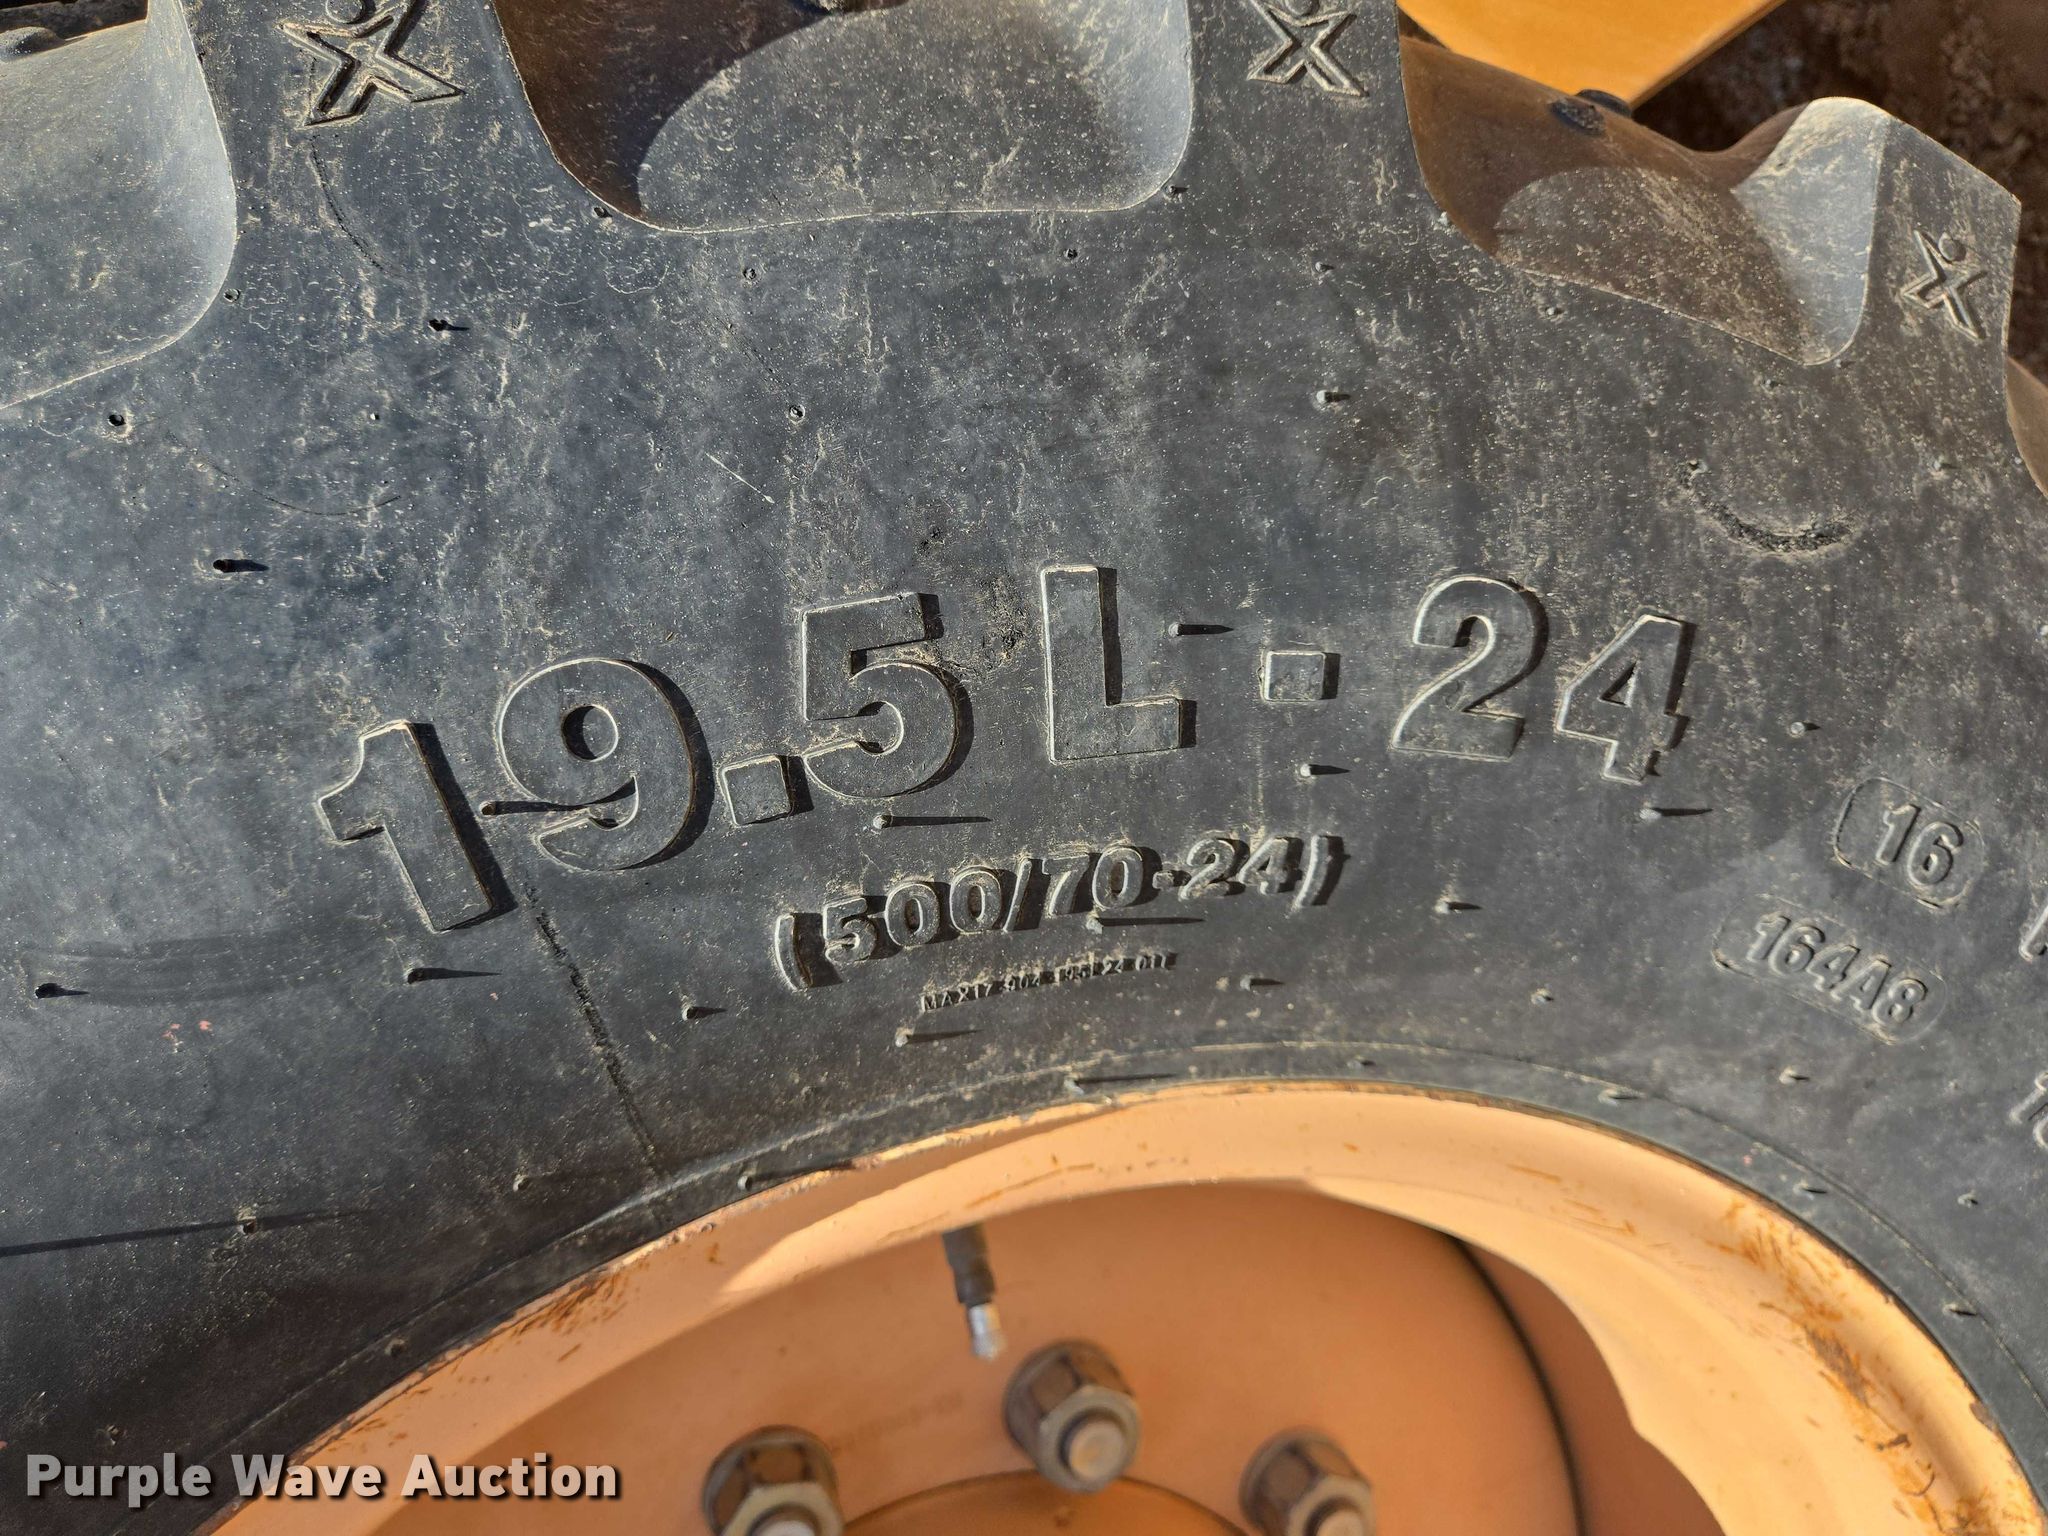 19.5L-24
(500/70-24)
16
164A8
Purple Wave Auction